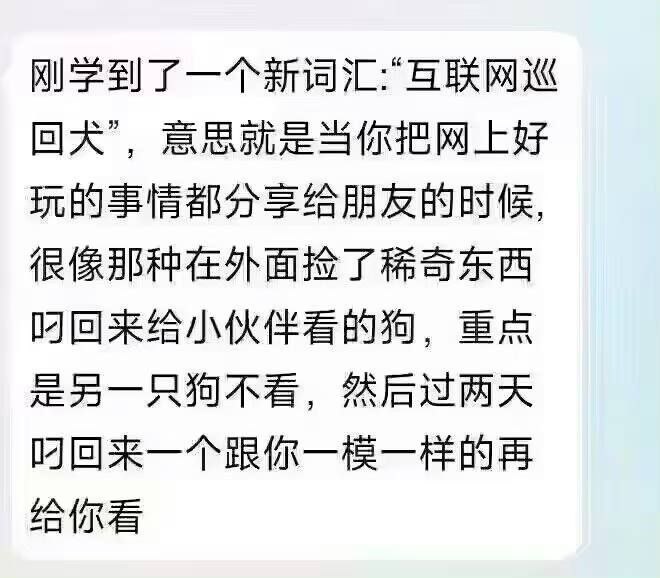 刚学到了一个新词汇:“互联网巡
回犬”，意思就是当你把网上好
玩的事情都分享给朋友的时候,
很像那种在外面捡了稀奇东西
叼回来给小伙伴看的狗，重点
是另一只狗不看，然后过两天
叼回来一个跟你一模一样的再
给你看